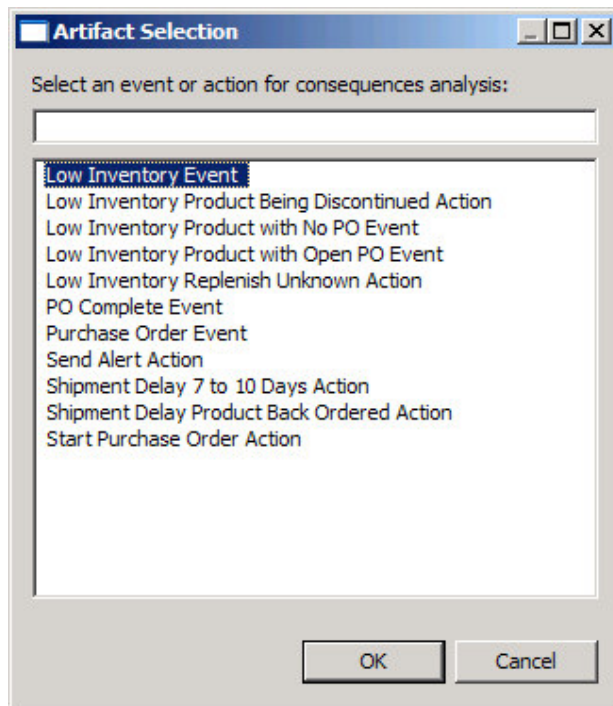 Artifact Selection
Select an event or action for consequences analysis:
Low Inventory Event
Low Inventory Product Being Discontinued Action
Low Inventory Product with No PO Event
Low Inventory Product with Open PO Event
Low Inventory Replenish Unknown Action
PO Complete Event
Purchase Order Event
Send Alert Action
Shipment Delay 7 to 10 Days Action
Shipment Delay Product Back Ordered Action
Start Purchase Order Action
OK Cancel